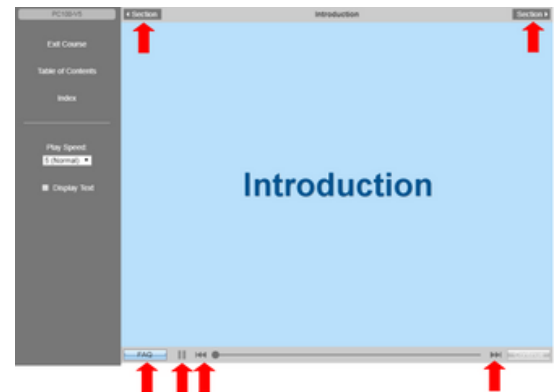 PC100-V5
Section
Introduction
Section
Exit Course
Table of Contents
Index
Play Speed
5 (Normal)
Display Text
Introduction
FAQ